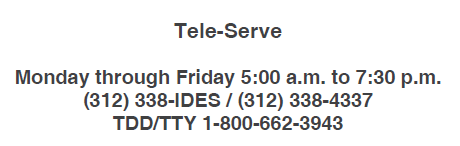 Tele-Serve
Monday through Friday 5:00 a.m. to 7:30 p.m.
(312) 338-IDES / (312) 338-4337
TDD/TTY 1-800-662-3943